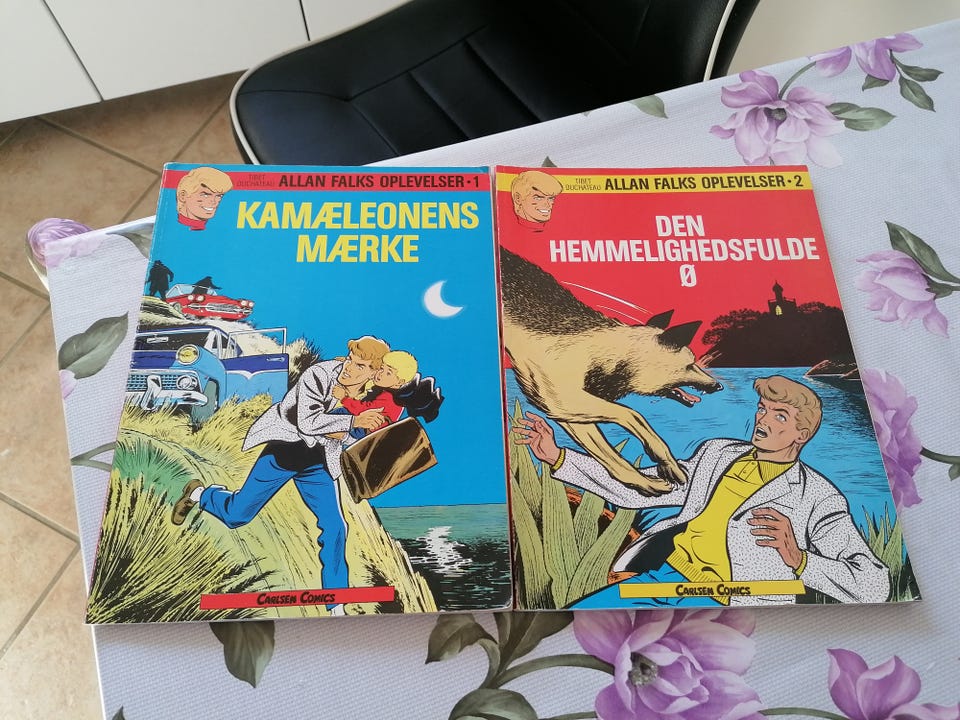 TIBET
DUCHATEAU
ALLAN FALKS OPLEVELSER • 1
KAMÆLEONENS
MÆRKE
CARLSEN COMICS
TIBET
DUCHATEAU
ALLAN FALKS OPLEVELSER • 2
DEN
HEMMELIGHEDSFULDE
Ø
CARLSEN COMICS